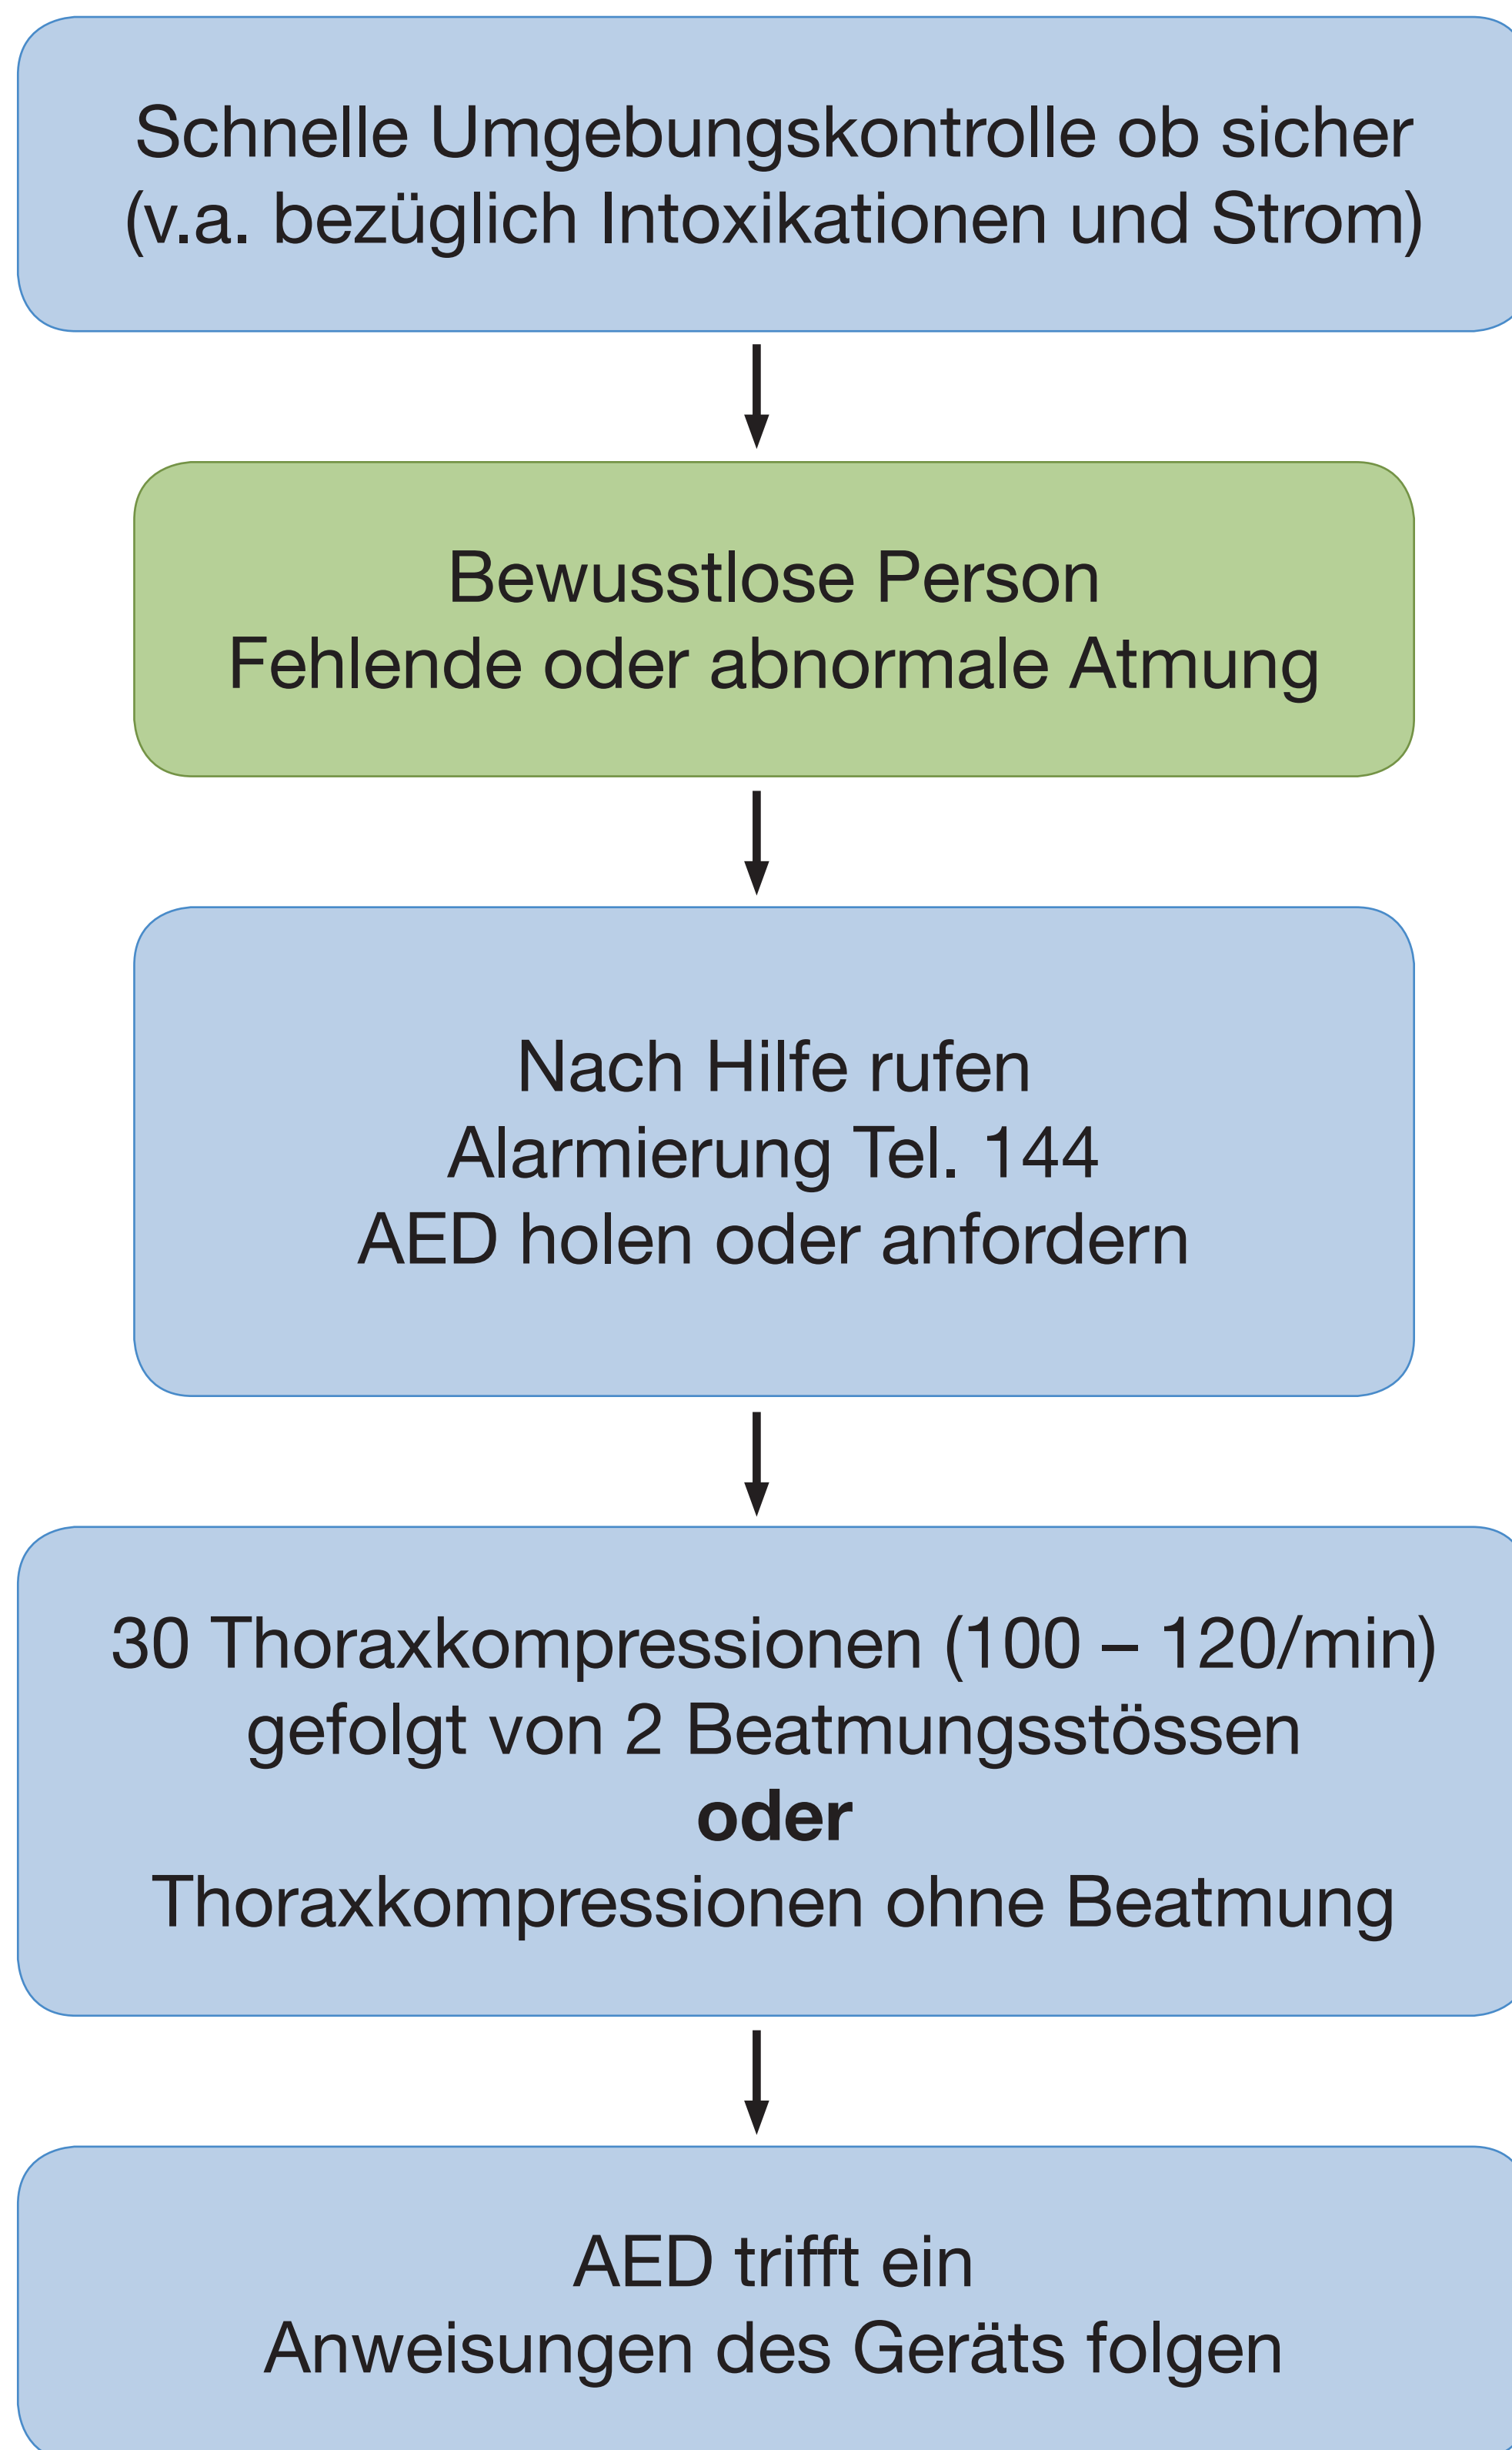 Schnelle Umgebungskontrolle ob sicher
(v.a. bezüglich Intoxikationen und Strom)
Bewusstlose Person
Fehlende oder abnormale Atmung
Nach Hilfe rufen
Alarmierung Tel. 144
AED holen oder anfordern
30 Thoraxkompressionen (100 – 120/min)
gefolgt von 2 Beatmungsstössen
oder
Thoraxkompressionen ohne Beatmung
AED trifft ein
Anweisungen des Geräts folgen